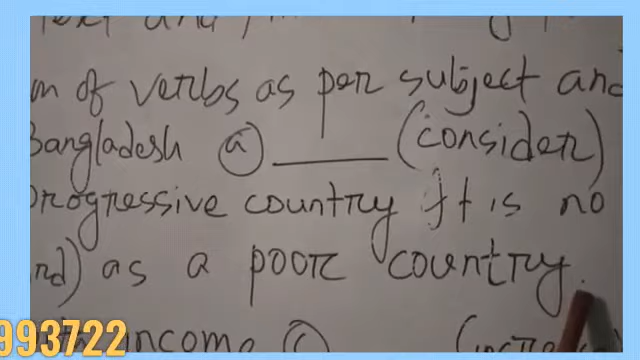 of verbs as per subject and
Bangladesh (a) ______ (consider)
progressive country It is no
as a poor country.
993722 income (c)